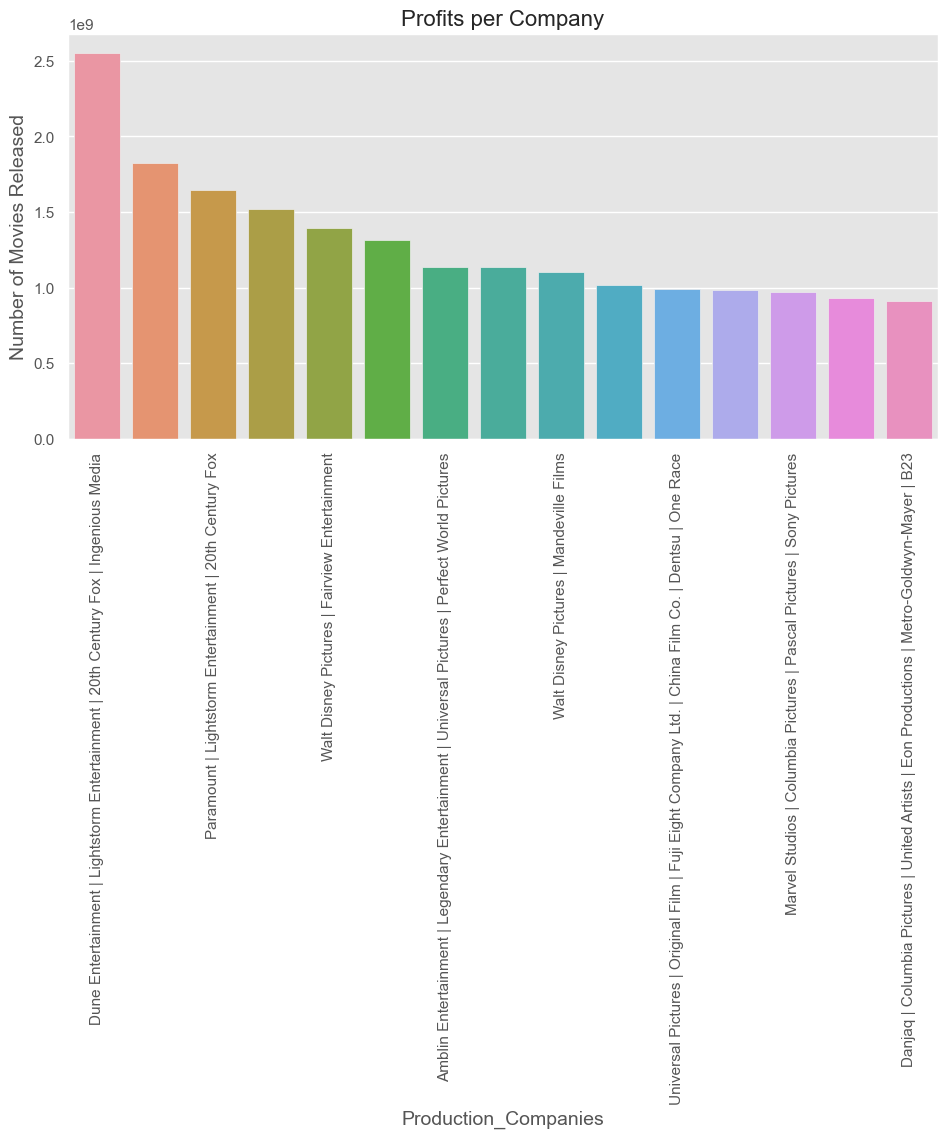 Profits per Company
1e9
Number of Movies Released
2.5
2.0
1.5
1.0
0.5
0.0
Dune Entertainment | Lightstorm Entertainment | 20th Century Fox | Ingenious Media
Paramount | Lightstorm Entertainment | 20th Century Fox
Walt Disney Pictures | Fairview Entertainment
Amblin Entertainment | Legendary Entertainment | Universal Pictures | Perfect World Pictures
Walt Disney Pictures | Mandeville Films
Universal Pictures | Original Film | Fuji Eight Company Ltd. | China Film Co. | Dentsu | One Race
Marvel Studios | Columbia Pictures | Pascal Pictures | Sony Pictures
Danjaq | Columbia Pictures | United Artists | Eon Productions | Metro-Goldwyn-Mayer | B23
Production_Companies